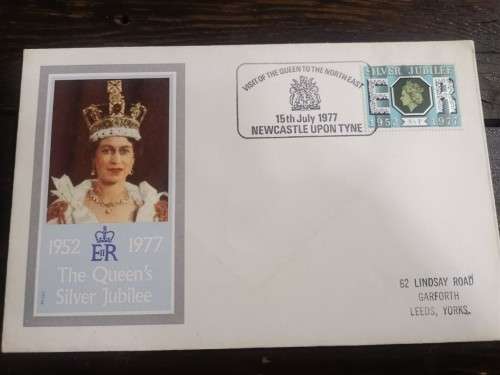 VISIT OF THE QUEEN TO THE NORTH EAST
15th July 1977
NEWCASTLE UPON TYNE
SILVER JUBILEE
E R
1952 1977
1952 EIIR 1977
The Queen's
Silver Jubilee
62 LINDSAY ROAD
GARFORTH
LEEDS, YORKS.